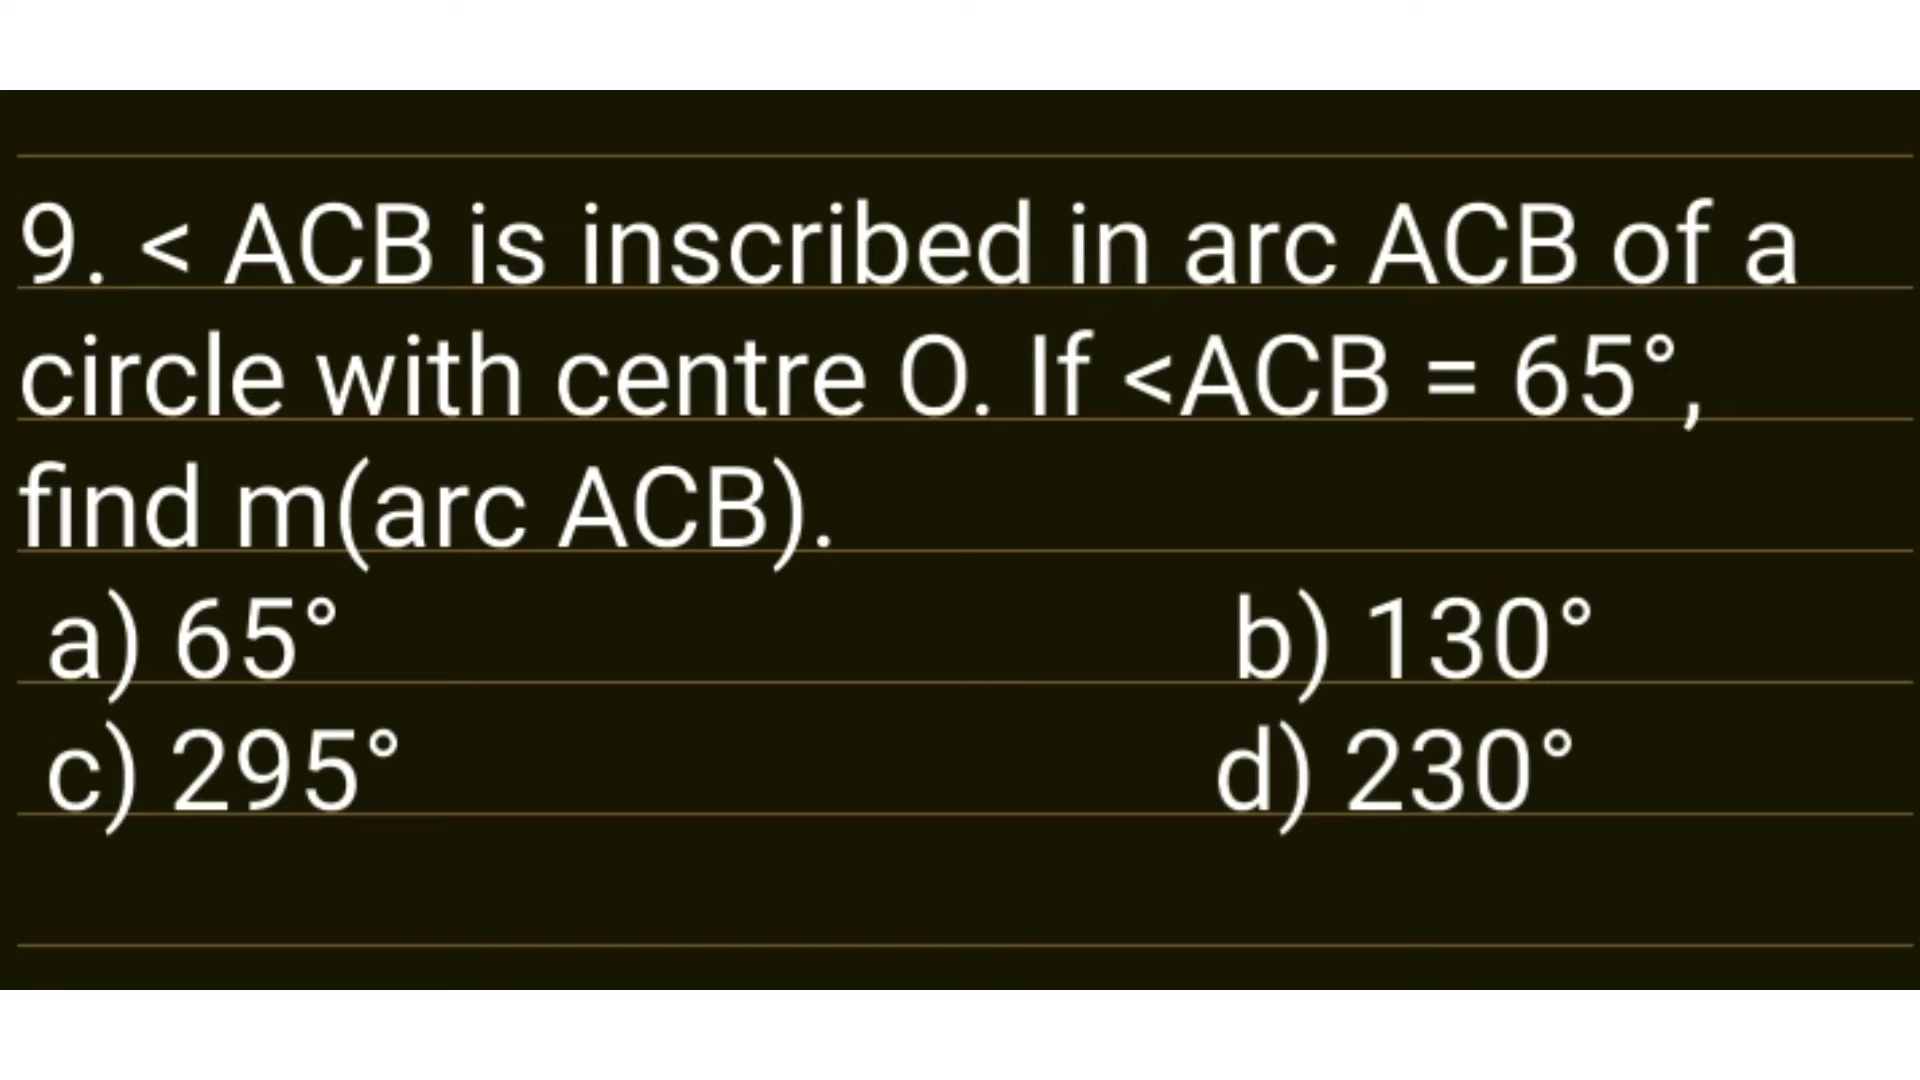 9. < ACB is inscribed in arc ACB of a
circle with centre O. If <ACB = 65°,
find m(arc ACB).
a) 65° b) 130°
c) 295° d) 230°